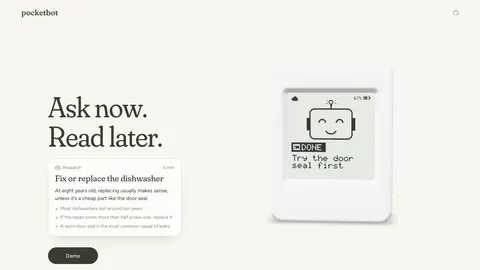 pocketbot
Ask now.
Read later.
Research
6 min
Fix or replace the dishwasher
At eight years old, replacing usually makes sense,
unless it's a cheap part like the door seal.
Most dishwashers last around ten years
If the repair costs more than half a new one, replace it
A worn door seal is the most common cause of leaks
Demo
67%
DONE
Try the door
seal first